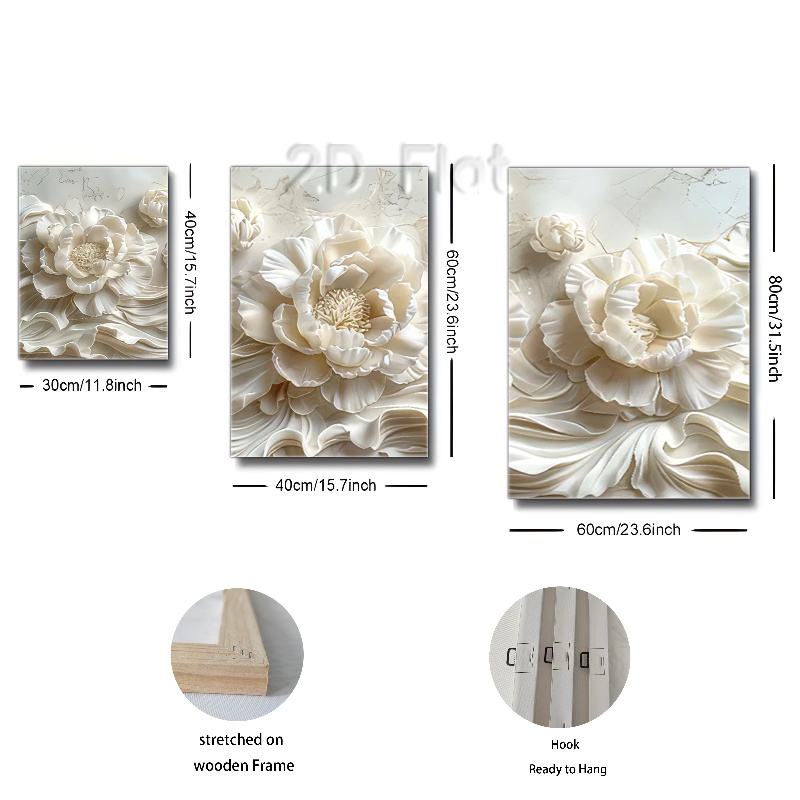 2D Flat
40cm/15.7inch
30cm/11.8inch
60cm/23.6inch
40cm/15.7inch
80cm/31.5inch
60cm/23.6inch
stretched on
wooden Frame
Hook
Ready to Hang